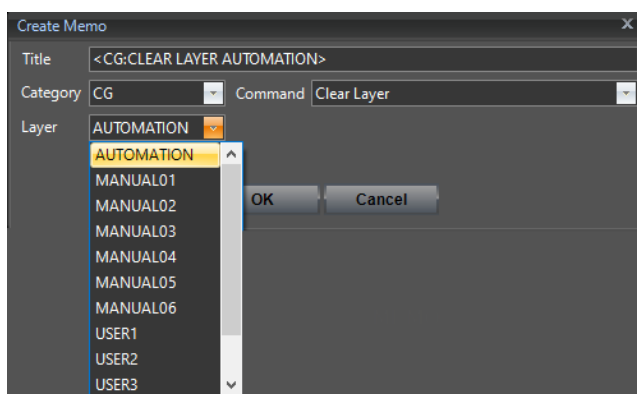 Create Memo x
Title <CG:CLEAR LAYER AUTOMATION>
Category CG Command Clear Layer
Layer AUTOMATION
AUTOMATION
MANUAL01
MANUAL02
OK Cancel
MANUAL03
MANUAL04
MANUAL05
MANUAL06
USER1
USER2
USER3